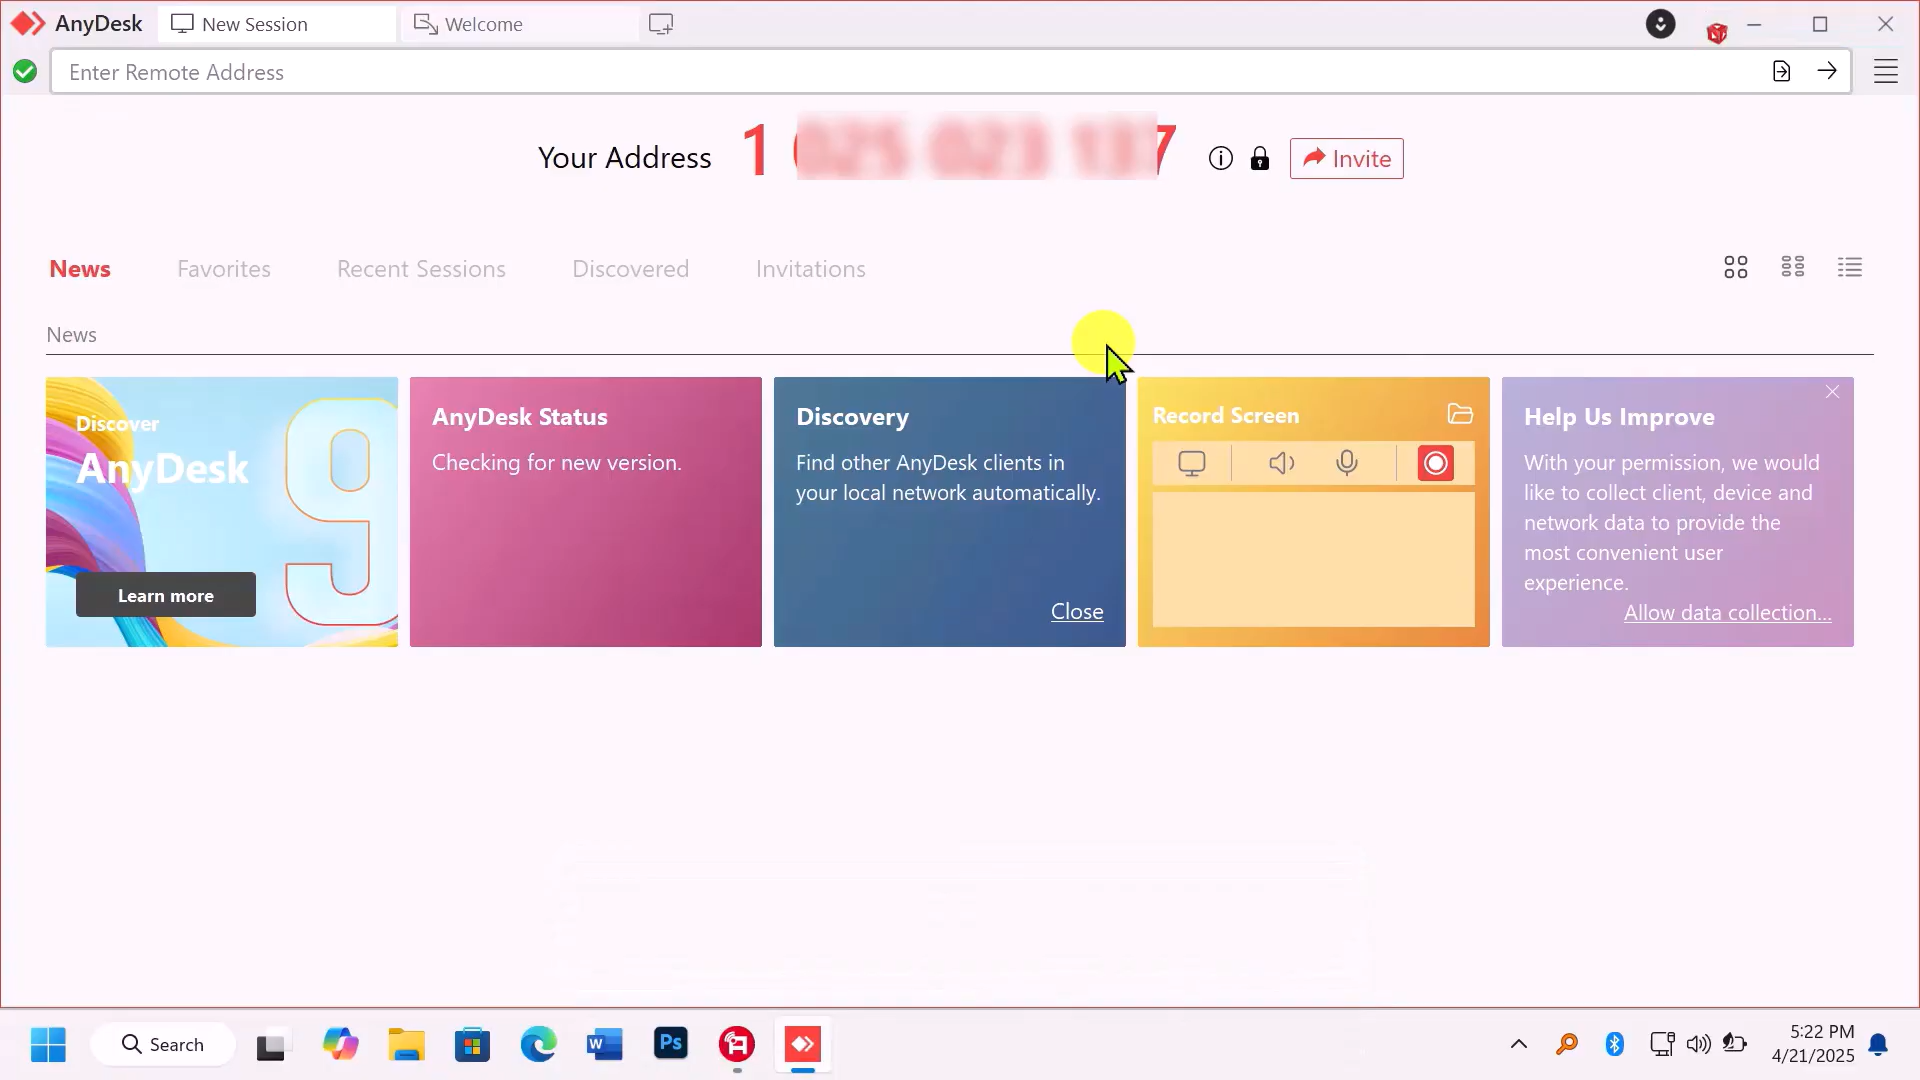 AnyDesk
New Session
Welcome
Enter Remote Address
Your Address
1
7
Invite
News
Favorites
Recent Sessions
Discovered
Invitations
News
Discover
AnyDesk
9
Learn more
AnyDesk Status
Checking for new version.
Discovery
Find other AnyDesk clients in
your local network automatically.
Close
Record Screen
Help Us Improve
With your permission, we would
like to collect client, device and
network data to provide the
most convenient user
experience.
Allow data collection...
Search
W
Ps
5:22 PM
4/21/2025